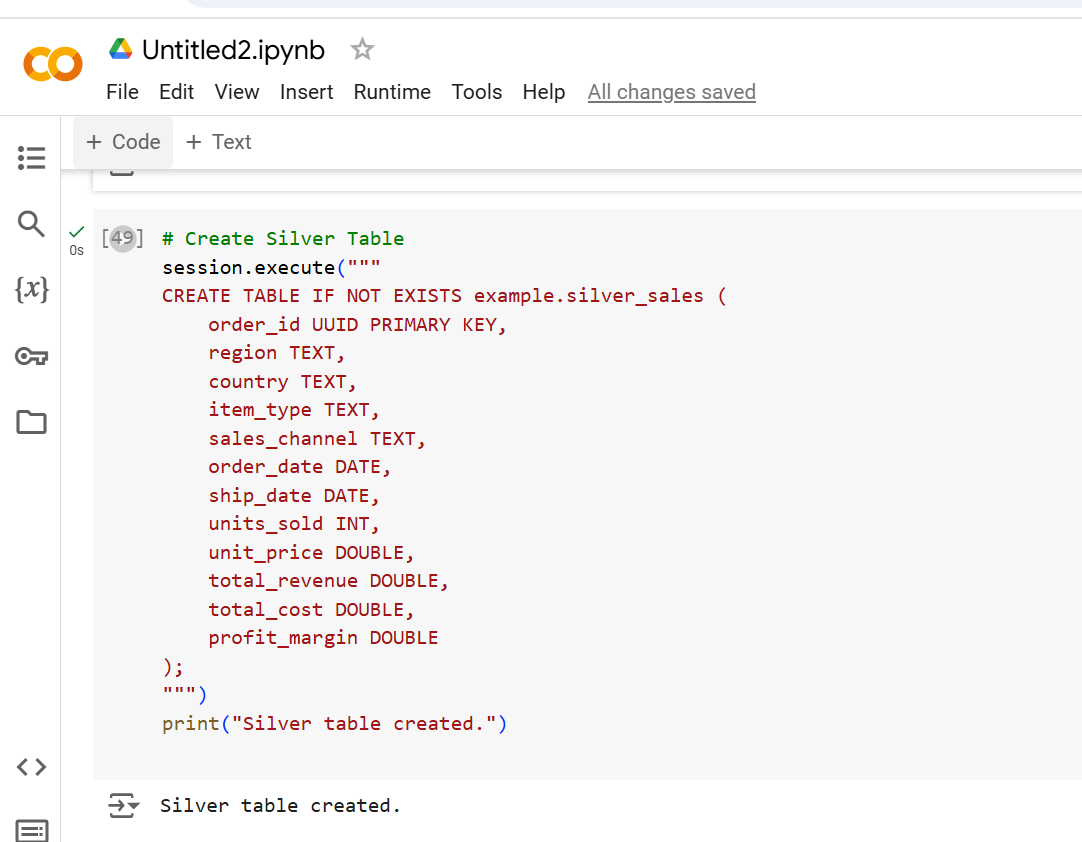 Untitled2.ipynb
File Edit View Insert Runtime Tools Help All changes saved
+ Code + Text
{x}
0s
[49]
# Create Silver Table
session.execute("""
CREATE TABLE IF NOT EXISTS example.silver_sales (
    order_id UUID PRIMARY KEY,
    region TEXT,
    country TEXT,
    item_type TEXT,
    sales_channel TEXT,
    order_date DATE,
    ship_date DATE,
    units_sold INT,
    unit_price DOUBLE,
    total_revenue DOUBLE,
    total_cost DOUBLE,
    profit_margin DOUBLE
);
""")
print("Silver table created.")
Silver table created.